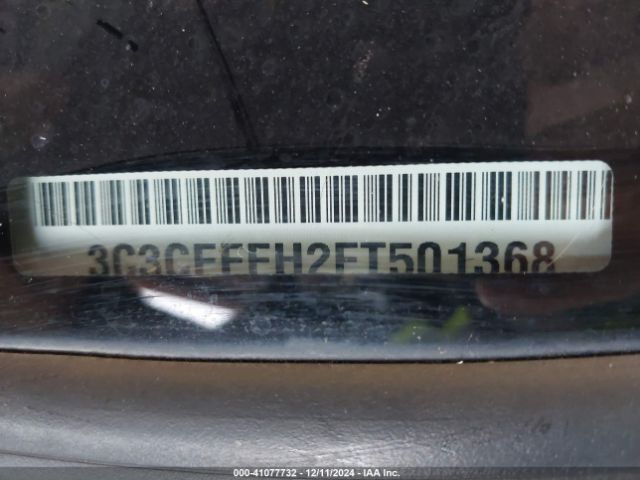 3C3CFFFH2FT501368
000-41077732 - 12/11/2024 - IAA Inc.